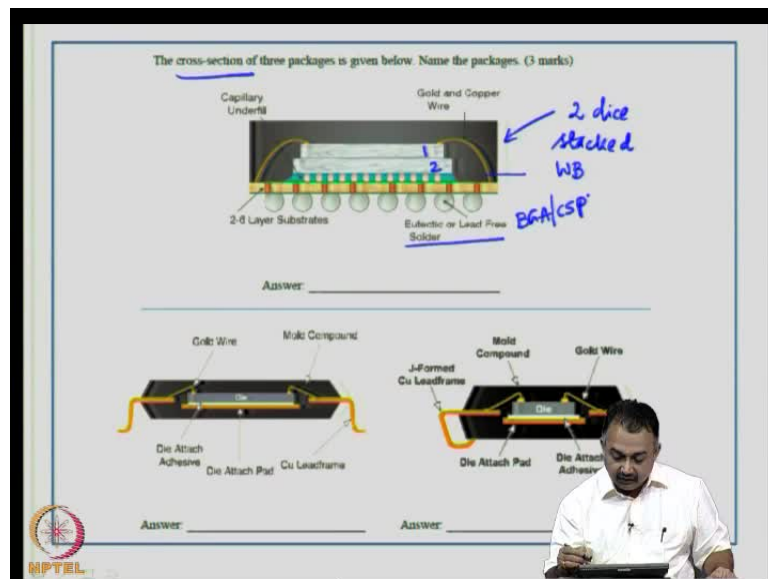 The cross-section of three packages is given below. Name the packages. (3 marks)
Capillary
Underfill
Gold and Copper
Wire
2 dice
stacked
WB
1
2
2-6 Layer Substrates
Eutectic or Lead Free
Solder
BGA/CSP
Answer:
Gold Wire
Mold Compound
Die
Die Attach
Adhesive
Die Attach Pad
Cu Leadframe
Answer:
J-Formed
Cu Leadframe
Mold
Compound
Gold Wire
Die
Die Attach Pad
Die Attach
Adhesive
Answer:
NPTEL